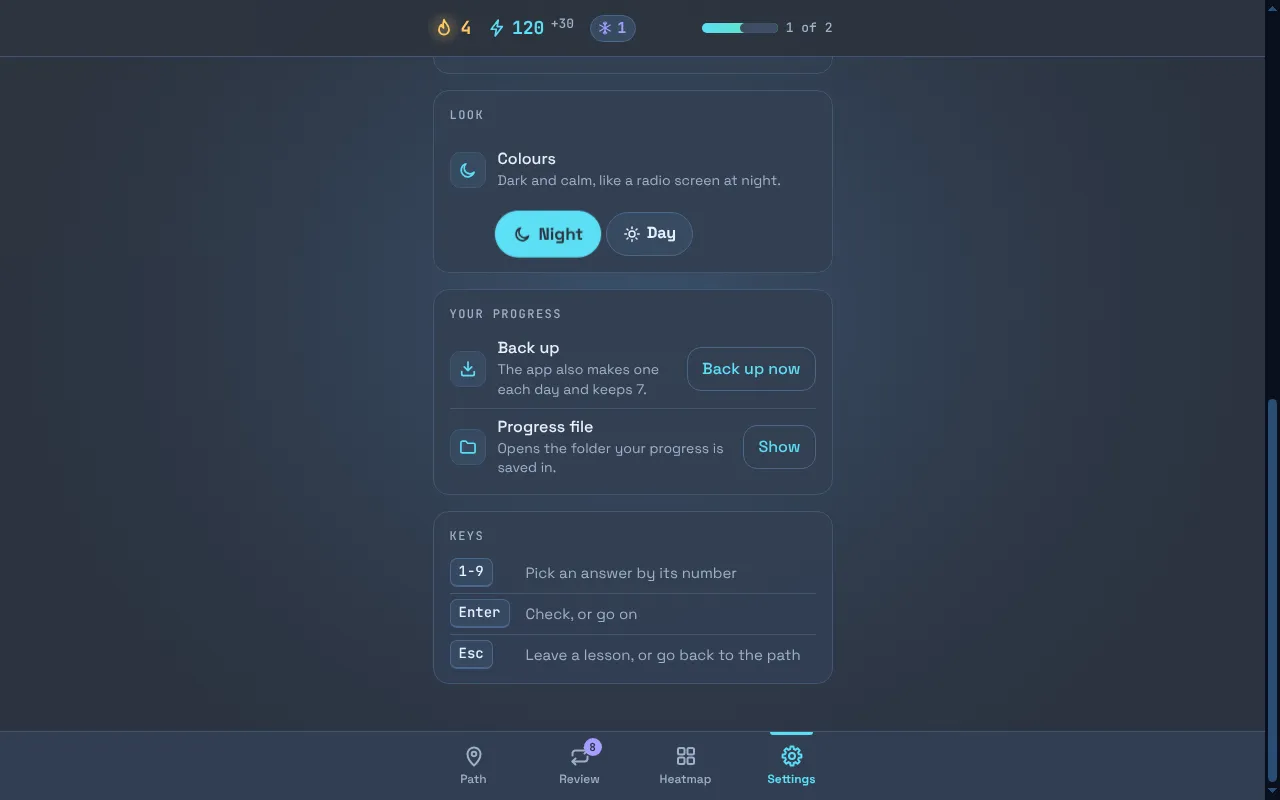 4 120 +30 1 1 of 2
LOOK
Colours
Dark and calm, like a radio screen at night.
Night Day
YOUR PROGRESS
Back up
The app also makes one
each day and keeps 7.
Back up now
Progress file
Opens the folder your progress is
saved in.
Show
KEYS
1-9 Pick an answer by its number
Enter Check, or go on
Esc Leave a lesson, or go back to the path
8
Path Review Heatmap Settings